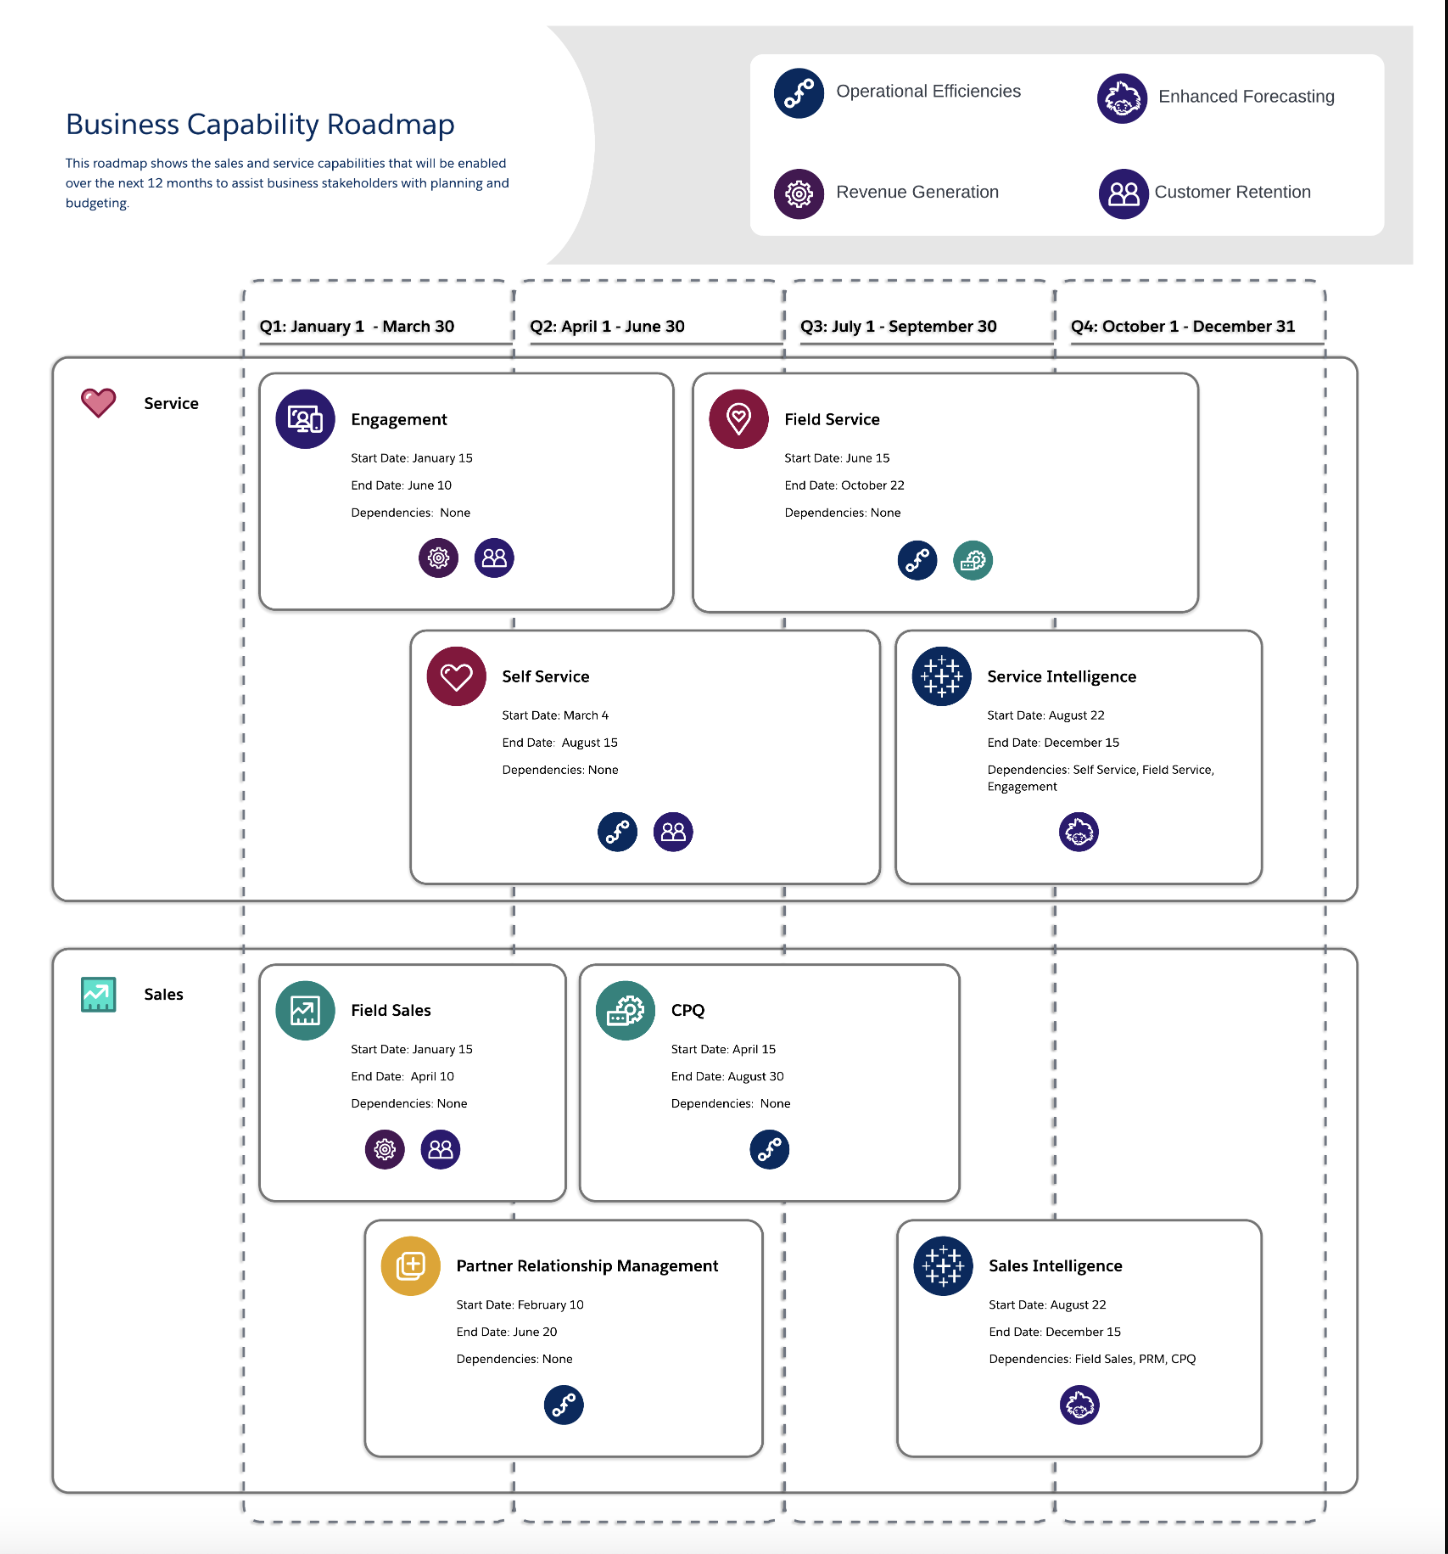 Business Capability Roadmap
This roadmap shows the sales and service capabilities that will be enabled
over the next 12 months to assist business stakeholders with planning and
budgeting.
Operational Efficiencies
Enhanced Forecasting
Revenue Generation
Customer Retention
Q1: January 1 - March 30
Q2: April 1 - June 30
Q3: July 1 - September 30
Q4: October 1 - December 31
Service
Engagement
Start Date: January 15
End Date: June 10
Dependencies: None
Field Service
Start Date: June 15
End Date: October 22
Dependencies: None
Self Service
Start Date: March 4
End Date: August 15
Dependencies: None
Service Intelligence
Start Date: August 22
End Date: December 15
Dependencies: Self Service, Field Service,
Engagement
Sales
Field Sales
Start Date: January 15
End Date: April 10
Dependencies: None
CPQ
Start Date: April 15
End Date: August 30
Dependencies: None
Partner Relationship Management
Start Date: February 10
End Date: June 20
Dependencies: None
Sales Intelligence
Start Date: August 22
End Date: December 15
Dependencies: Field Sales, PRM, CPQ